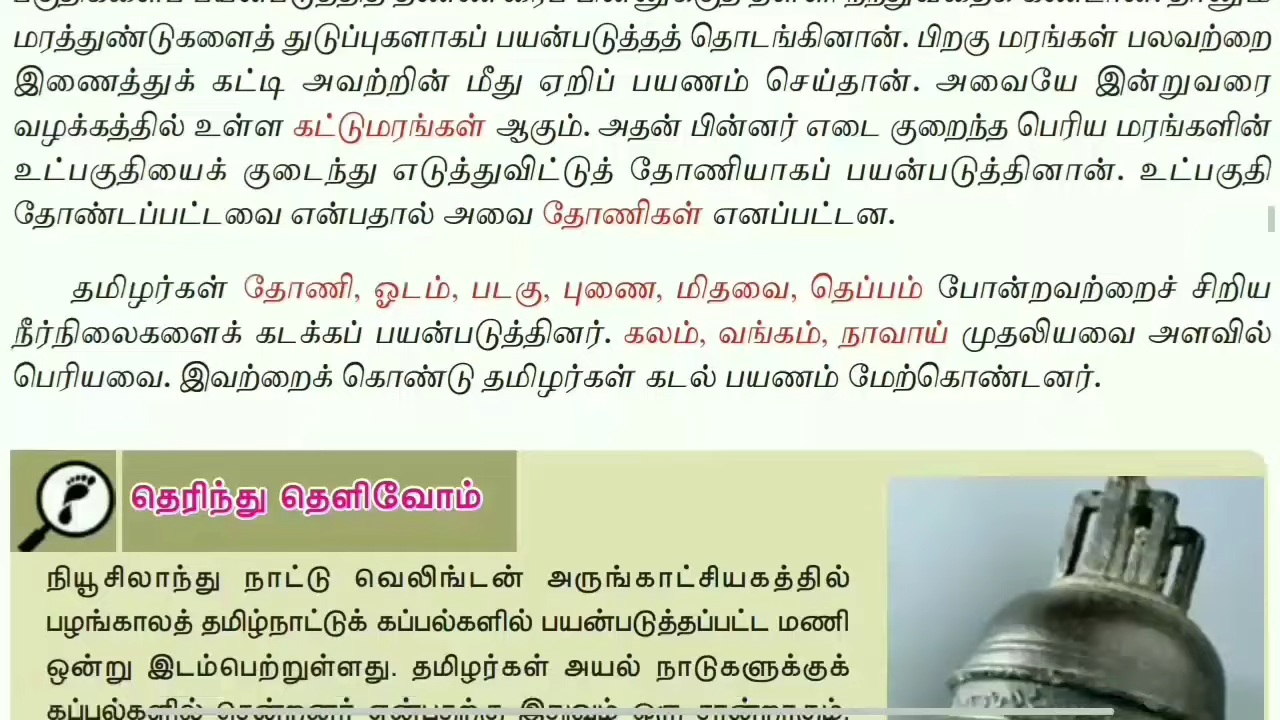 மரத்துண்டுகளைத் துடுப்புகளாகப் பயன்படுத்தத் தொடங்கினான். பிறகு மரங்கள் பலவற்றை
இணைத்துக் கட்டி அவற்றின் மீது ஏறிப் பயணம் செய்தான். அவையே இன்றுவரை
வழக்கத்தில் உள்ள கட்டுமரங்கள் ஆகும். அதன் பின்னர் எடை குறைந்த பெரிய மரங்களின்
உட்பகுதியைக் குடைந்து எடுத்துவிட்டுத் தோணியாகப் பயன்படுத்தினான். உட்பகுதி
தோண்டப்பட்டவை என்பதால் அவை தோணிகள் எனப்பட்டன.
தமிழர்கள் தோணி, ஓடம், படகு, புணை, மிதவை, தெப்பம் போன்றவற்றைச் சிறிய
நீர்நிலைகளைக் கடக்கப் பயன்படுத்தினர். கலம், வங்கம், நாவாய் முதலியவை அளவில்
பெரியவை. இவற்றைக் கொண்டு தமிழர்கள் கடல் பயணம் மேற்கொண்டனர்.
தெரிந்து தெளிவோம்
நியூசிலாந்து நாட்டு வெலிங்டன் அருங்காட்சியகத்தில்
பழங்காலத் தமிழ்நாட்டுக் கப்பல்களில் பயன்படுத்தப்பட்ட மணி
ஒன்று இடம்பெற்றுள்ளது. தமிழர்கள் அயல் நாடுகளுக்குக்